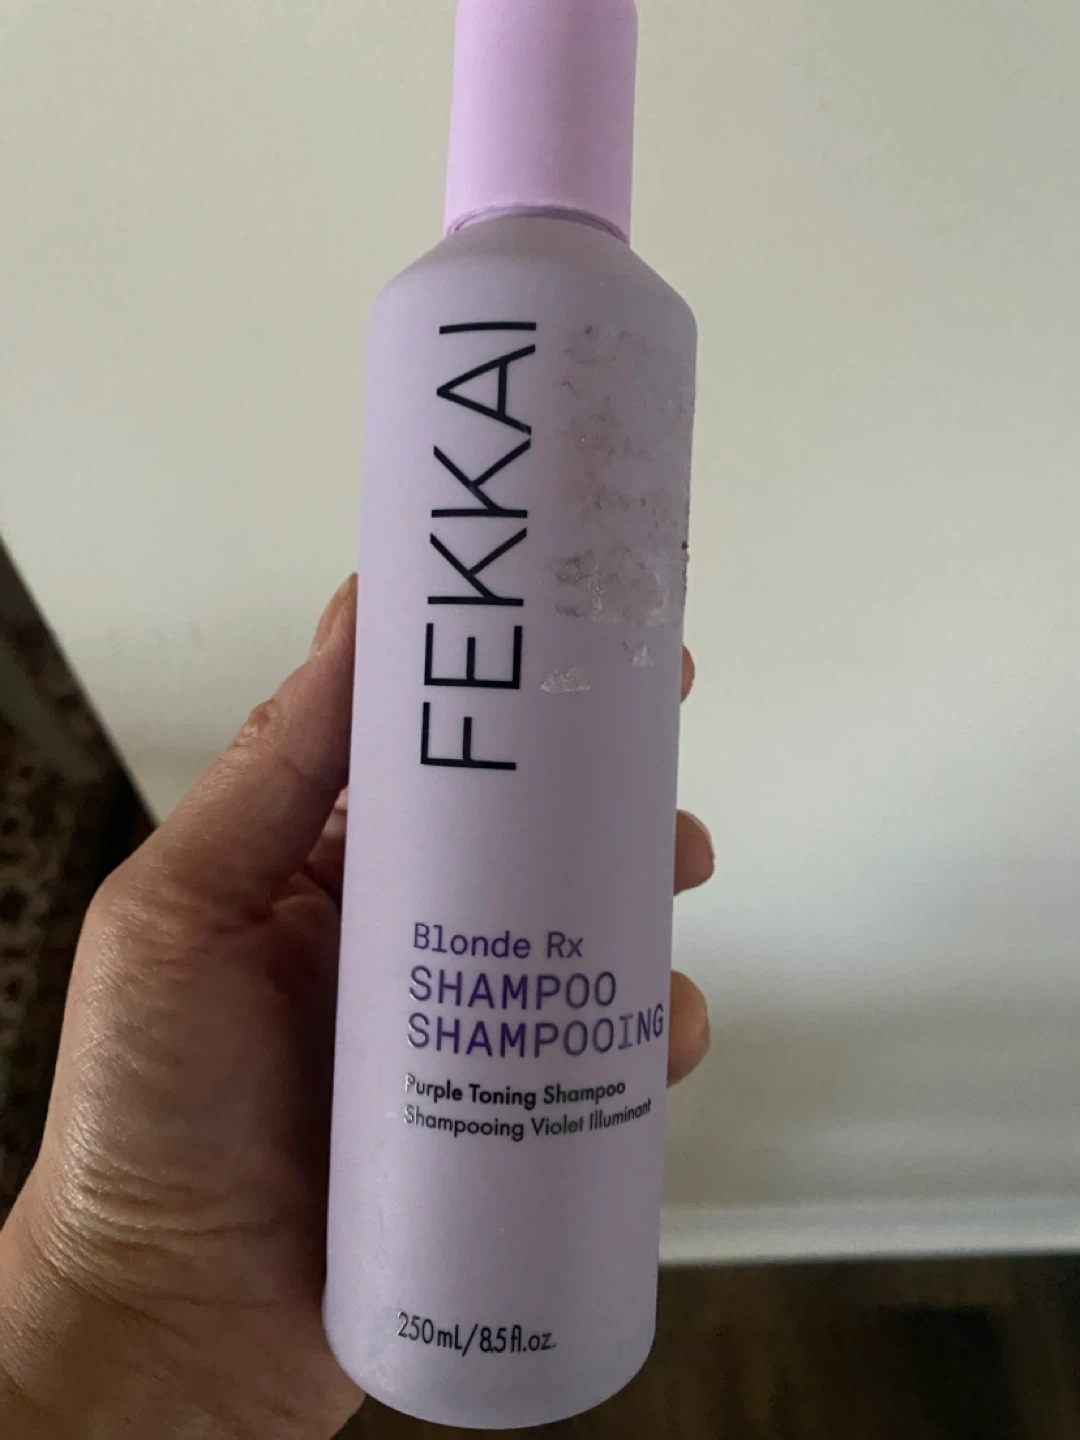 FEKKAI
Blonde Rx
SHAMPOO
SHAMPOOING
Purple Toning Shampoo
Shampooing Violet Illuminant
250mL/8.5fl.oz.